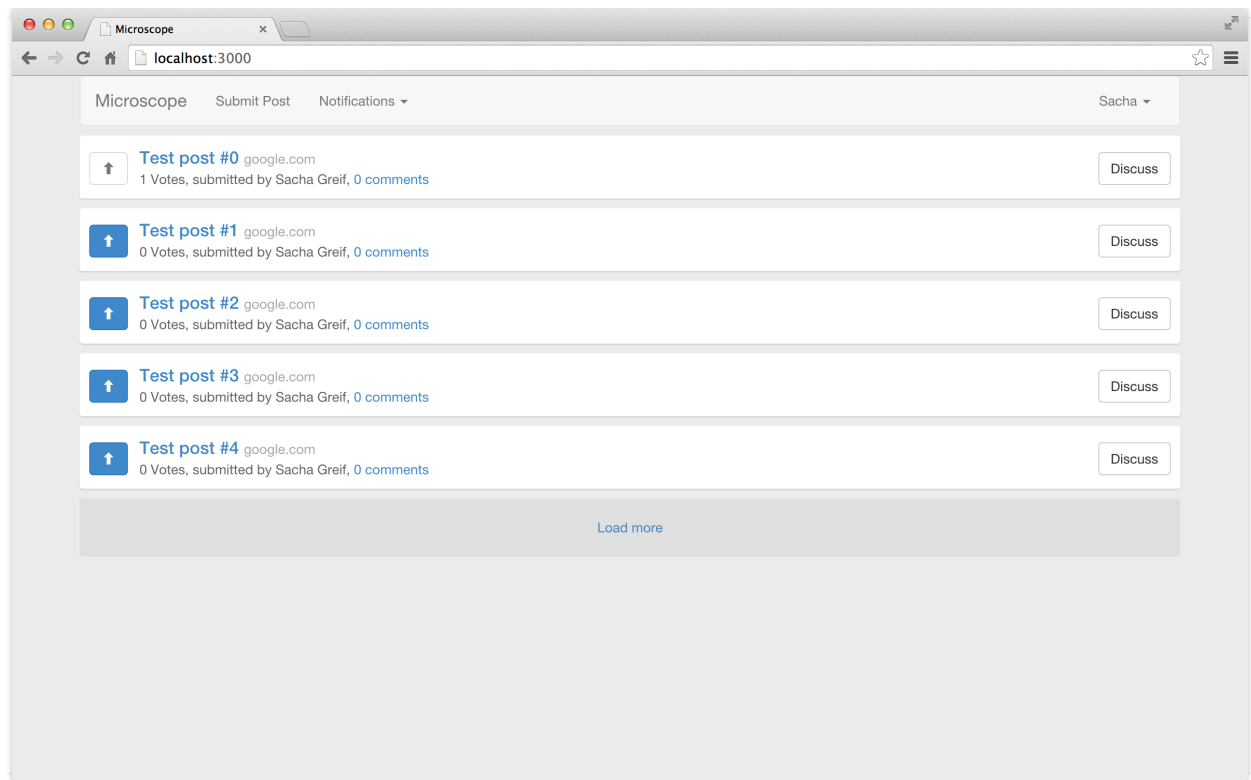 Microscope
localhost:3000
Microscope Submit Post Notifications Sacha
Test post #0 google.com
1 Votes, submitted by Sacha Greif, 0 comments
Discuss
Test post #1 google.com
0 Votes, submitted by Sacha Greif, 0 comments
Discuss
Test post #2 google.com
0 Votes, submitted by Sacha Greif, 0 comments
Discuss
Test post #3 google.com
0 Votes, submitted by Sacha Greif, 0 comments
Discuss
Test post #4 google.com
0 Votes, submitted by Sacha Greif, 0 comments
Discuss
Load more